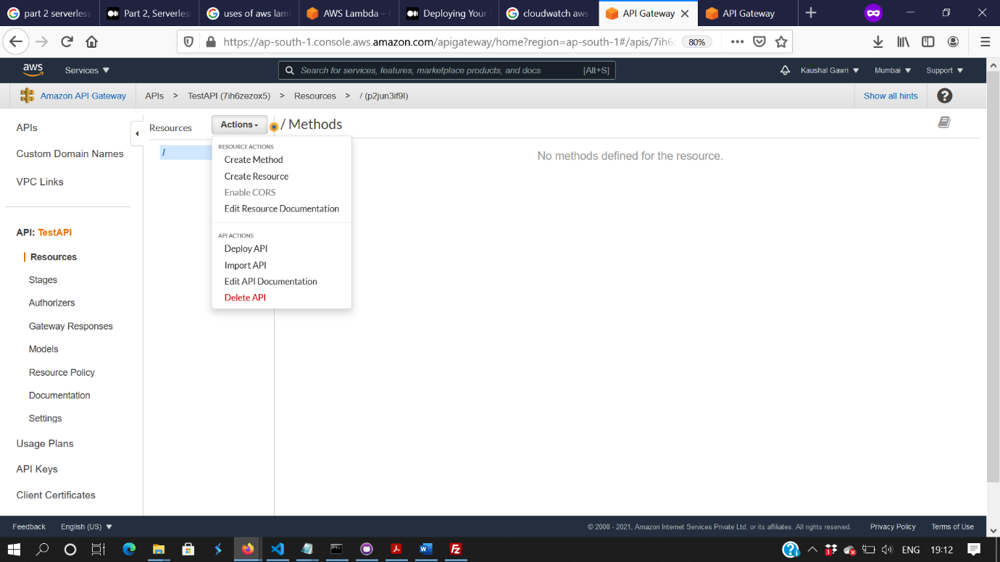 part 2 serverless
Part 2, Serverles
uses of aws lam
AWS Lambda –
Deploying Your
cloudwatch aws
API Gateway
API Gateway
https://ap-south-1.console.aws.amazon.com/apigateway/home?region=ap-south-1#/apis/7ih6z
80%
aws
Services
Search for services, features, marketplace products, and docs
[Alt+S]
Kaushal Gawri
Mumbai
Support
Amazon API Gateway
APIs > TestAPI (7ih6zezox5) > Resources > / (p2jun3if9l)
Show all hints
?
APIs
Custom Domain Names
VPC Links
API: TestAPI
Resources
Stages
Authorizers
Gateway Responses
Models
Resource Policy
Documentation
Settings
Usage Plans
API Keys
Client Certificates
Resources
Actions
/
RESOURCE ACTIONS
Create Method
Create Resource
Enable CORS
Edit Resource Documentation
API ACTIONS
Deploy API
Import API
Edit API Documentation
Delete API
/ Methods
No methods defined for the resource.
Feedback
English (US)
© 2008 - 2021, Amazon Internet Services Private Ltd. or its affiliates. All rights reserved.
Privacy Policy
Terms of Use
3
ENG
19:12